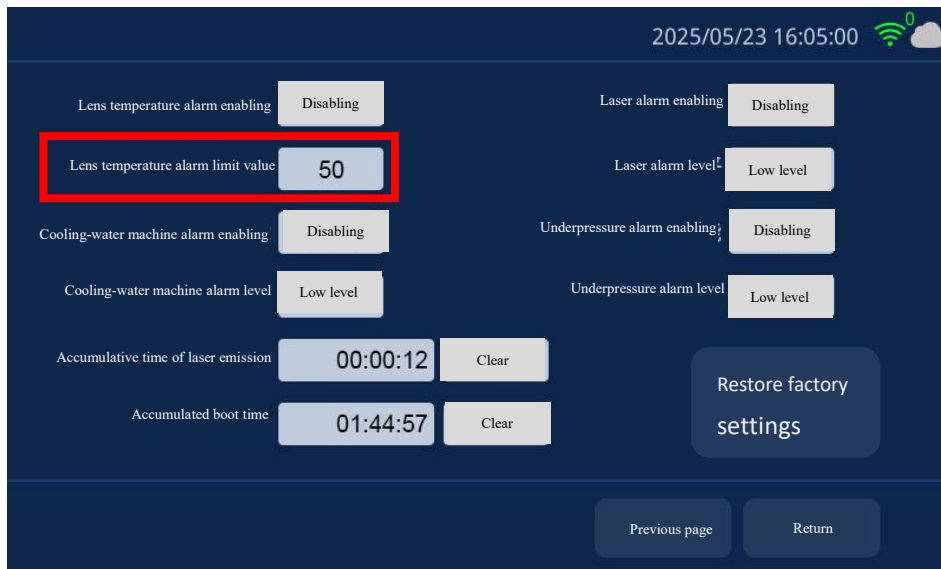 2025/05/23 16:05:00 0
Lens temperature alarm enabling Disabling
Laser alarm enabling Disabling
Lens temperature alarm limit value 50
Laser alarm level Low level
Cooling-water machine alarm enabling Disabling
Underpressure alarm enabling Disabling
Cooling-water machine alarm level Low level
Underpressure alarm level Low level
Accumulative time of laser emission 00:00:12 Clear
Accumulated boot time 01:44:57 Clear
Restore factory
settings
Previous page
Return